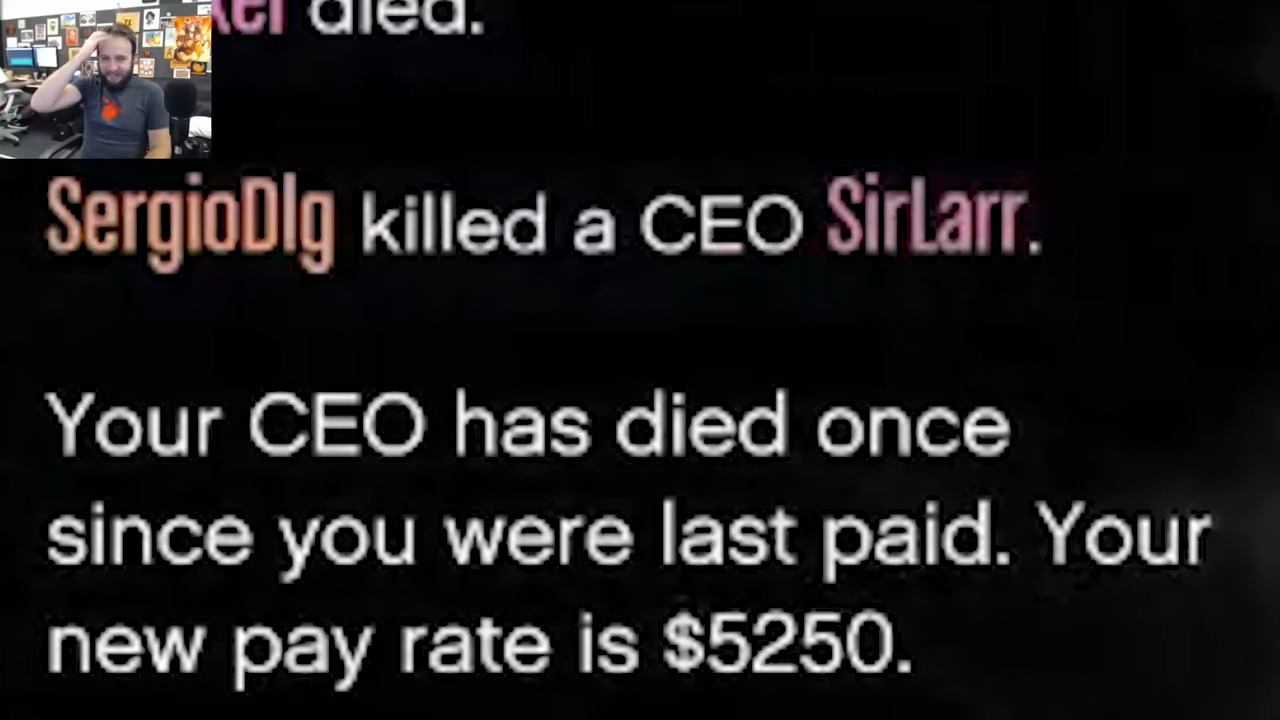 died.
SergioDlg killed a CEO SirLarr.
Your CEO has died once
since you were last paid. Your
new pay rate is $5250.